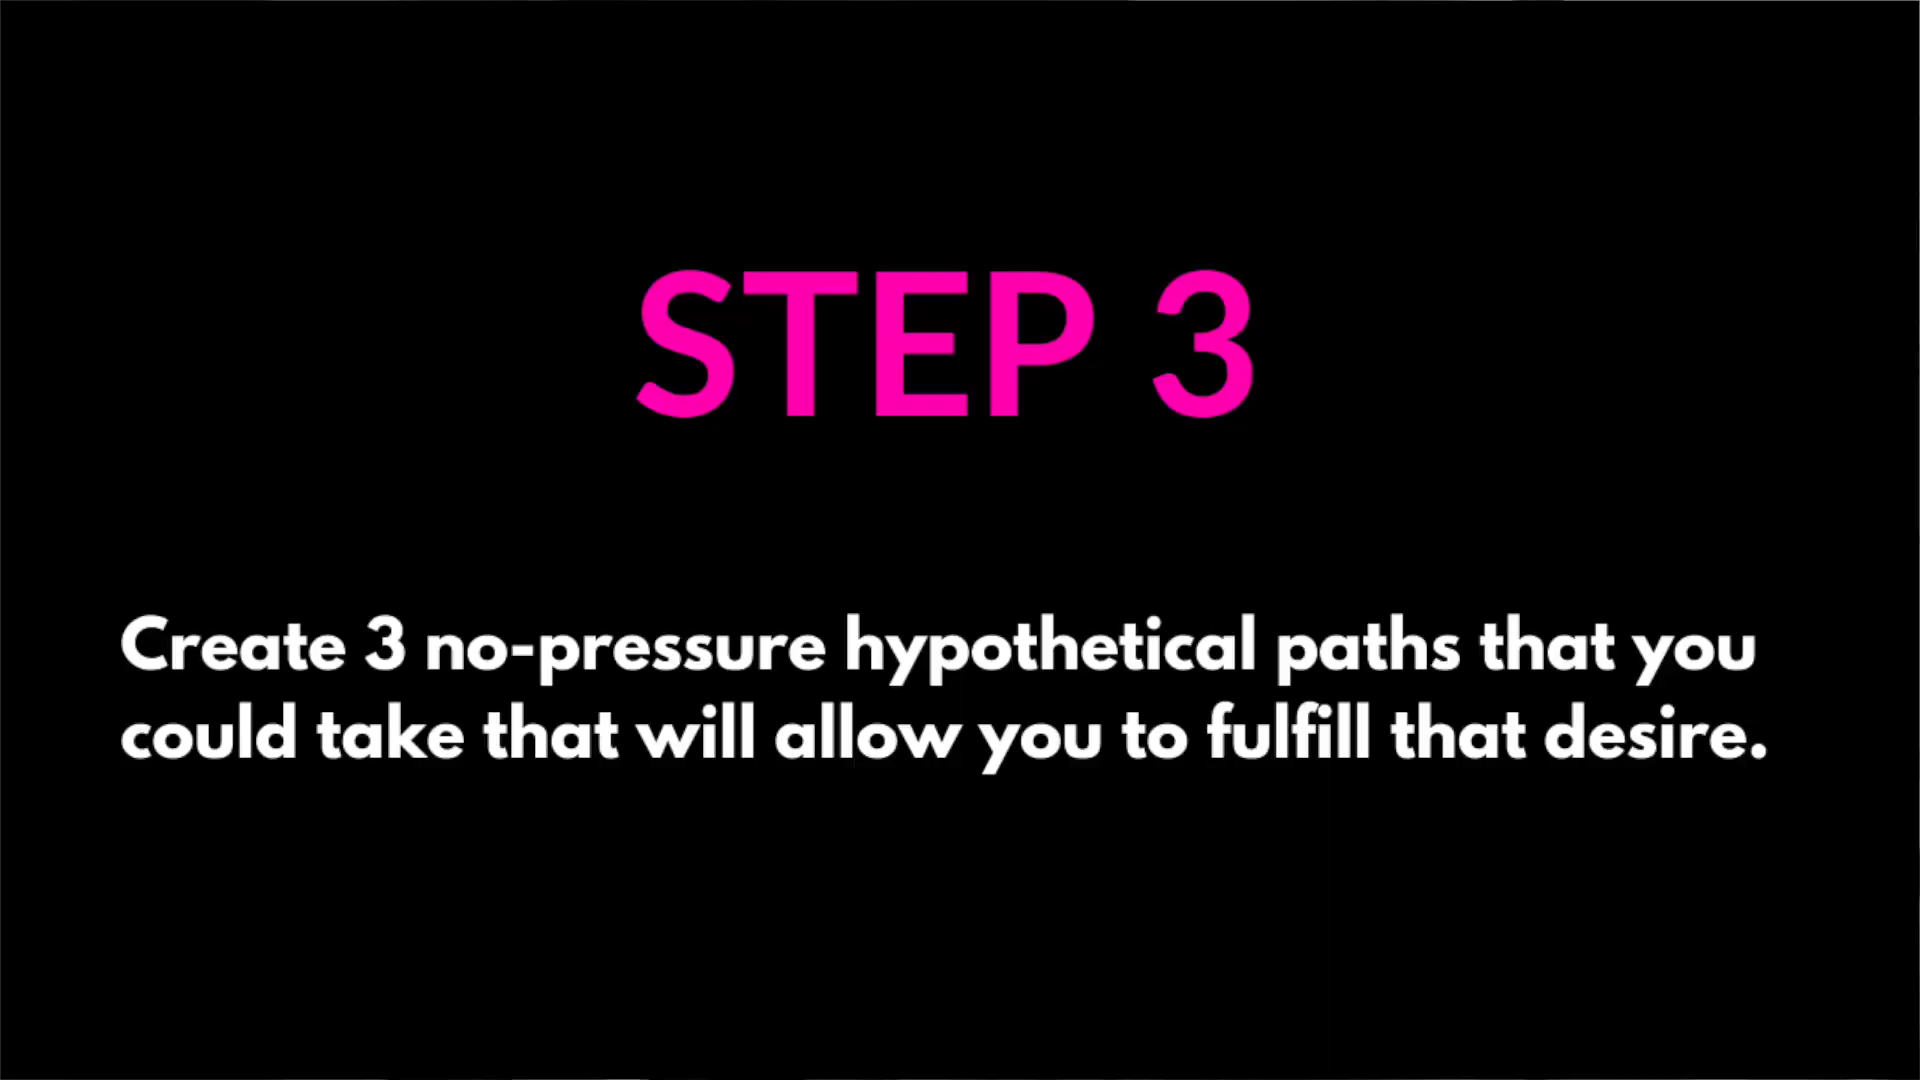 STEP 3
Create 3 no-pressure hypothetical paths that you
could take that will allow you to fulfill that desire.